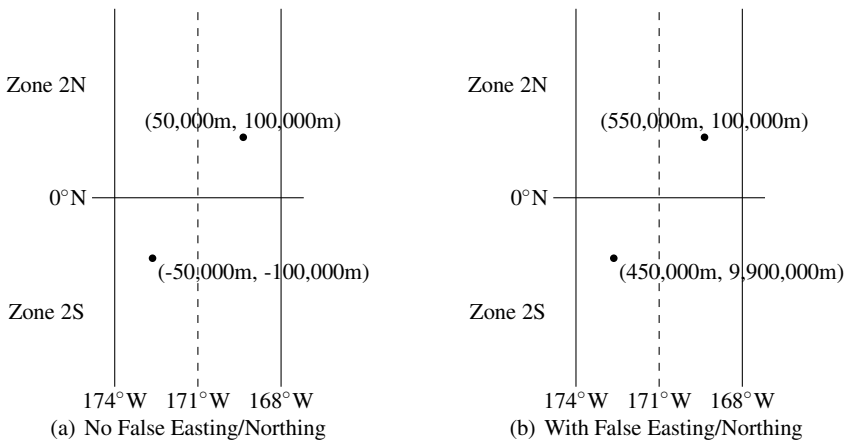 Zone 2N
(50,000m, 100,000m)
0°N
(-50,000m, -100,000m)
Zone 2S
174°W 171°W 168°W
(a) No False Easting/Northing
Zone 2N
(550,000m, 100,000m)
0°N
(450,000m, 9,900,000m)
Zone 2S
174°W 171°W 168°W
(b) With False Easting/Northing